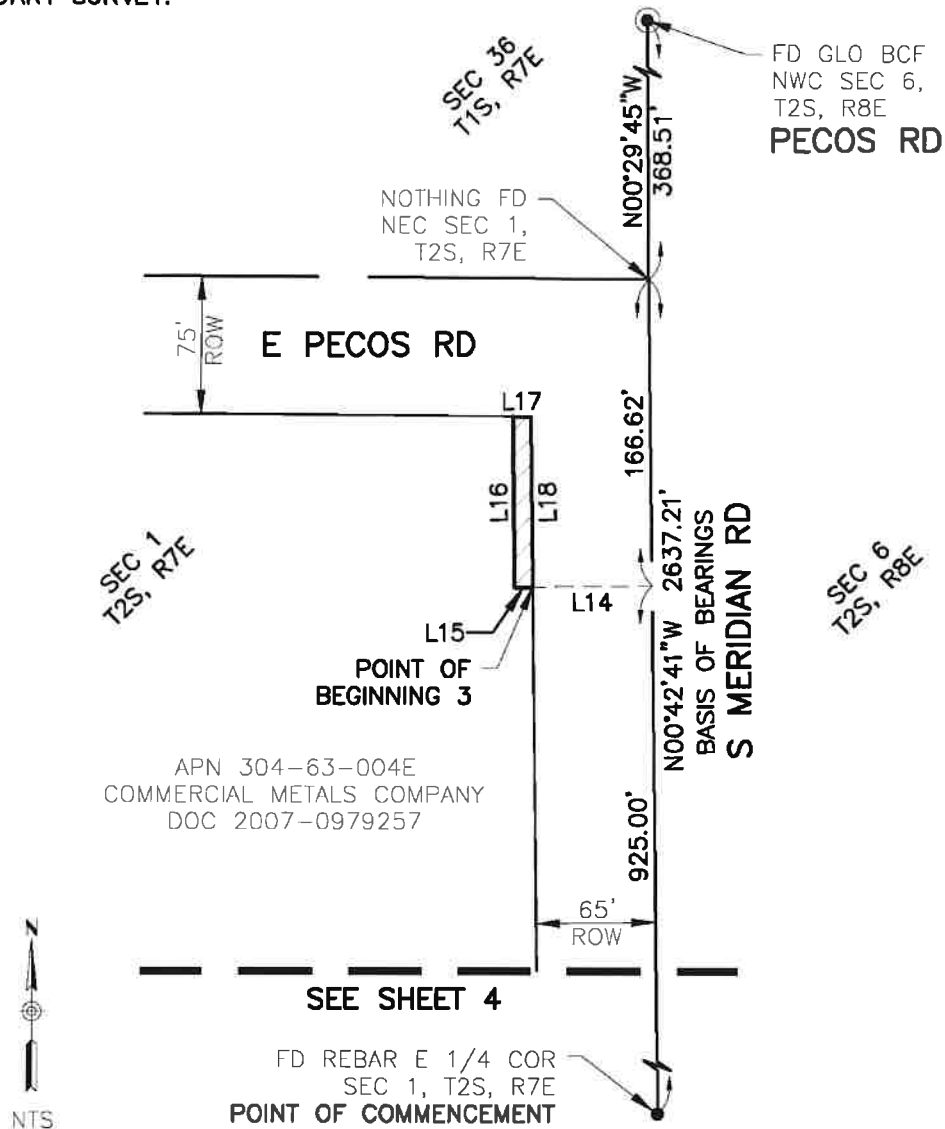 DARY SURVEY.
SEC 36
T1S, R7E
FD GLO BCF
NWC SEC 6,
T2S, R8E
PECOS RD
N00°29'45"W
368.51'
NOTHING FD
NEC SEC 1,
T2S, R7E
75'
ROW
E PECOS RD
L17
L16
L18
166.62'
SEC 1
T2S, R7E
N00°42'41"W 2637.21'
BASIS OF BEARINGS
S MERIDIAN RD
SEC 6
T2S, R8E
L14
L15
POINT OF
BEGINNING 3
APN 304-63-004E
COMMERCIAL METALS COMPANY
DOC 2007-0979257
925.00'
65'
ROW
N
NTS
SEE SHEET 4
FD REBAR E 1/4 COR
SEC 1, T2S, R7E
POINT OF COMMENCEMENT